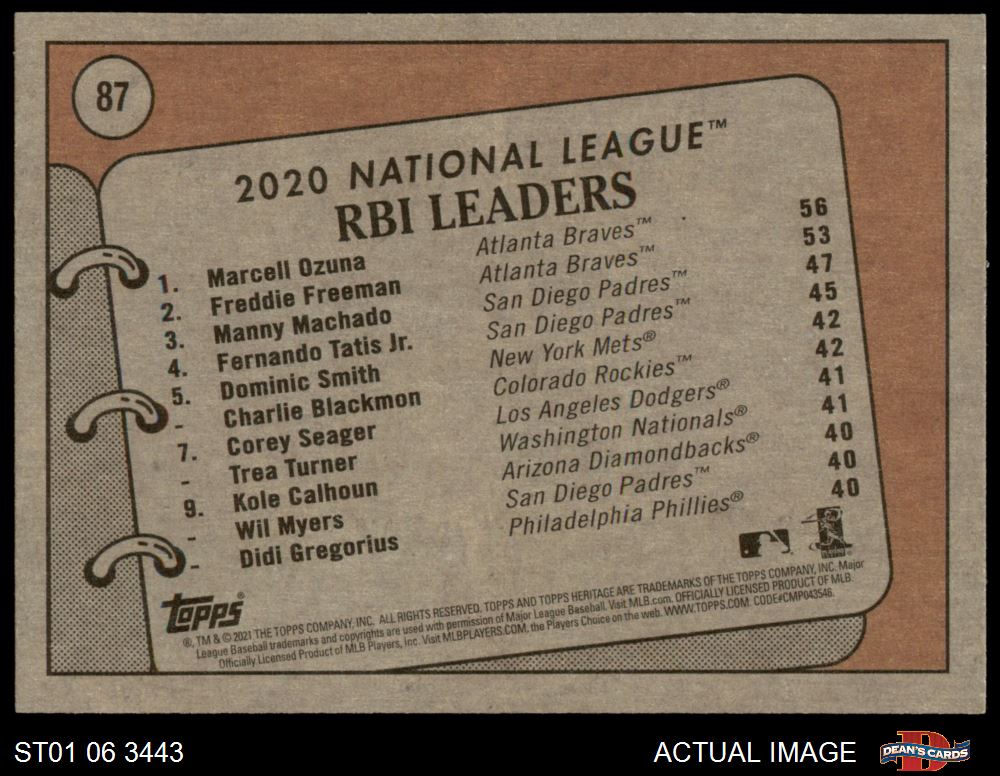 87
2020 NATIONAL LEAGUE™
RBI LEADERS
1. Marcell Ozuna Atlanta Braves™ 56
2. Freddie Freeman Atlanta Braves™ 53
3. Manny Machado San Diego Padres™ 47
4. Fernando Tatis Jr. San Diego Padres™ 45
5. Dominic Smith New York Mets® 42
- Charlie Blackmon Colorado Rockies™ 42
7. Corey Seager Los Angeles Dodgers® 41
- Trea Turner Washington Nationals® 41
9. Kole Calhoun Arizona Diamondbacks® 40
- Wil Myers San Diego Padres™ 40
- Didi Gregorius Philadelphia Phillies® 40
TOPPS®
®, TM & © 2021 THE TOPPS COMPANY, INC. ALL RIGHTS RESERVED. TOPPS AND TOPPS HERITAGE ARE TRADEMARKS OF THE TOPPS COMPANY, INC. Major
League Baseball trademarks and copyrights are used with permission of Major League Baseball. Visit MLB.com. OFFICIALLY LICENSED PRODUCT OF MLB
Officially Licensed Product of MLB Players, Inc. Visit MLBPLAYERS.COM, the Players Choice on the web. WWW.TOPPS.COM. CODE#CMP043546.
ST01 06 3443
ACTUAL IMAGE
D
DEAN'S CARDS